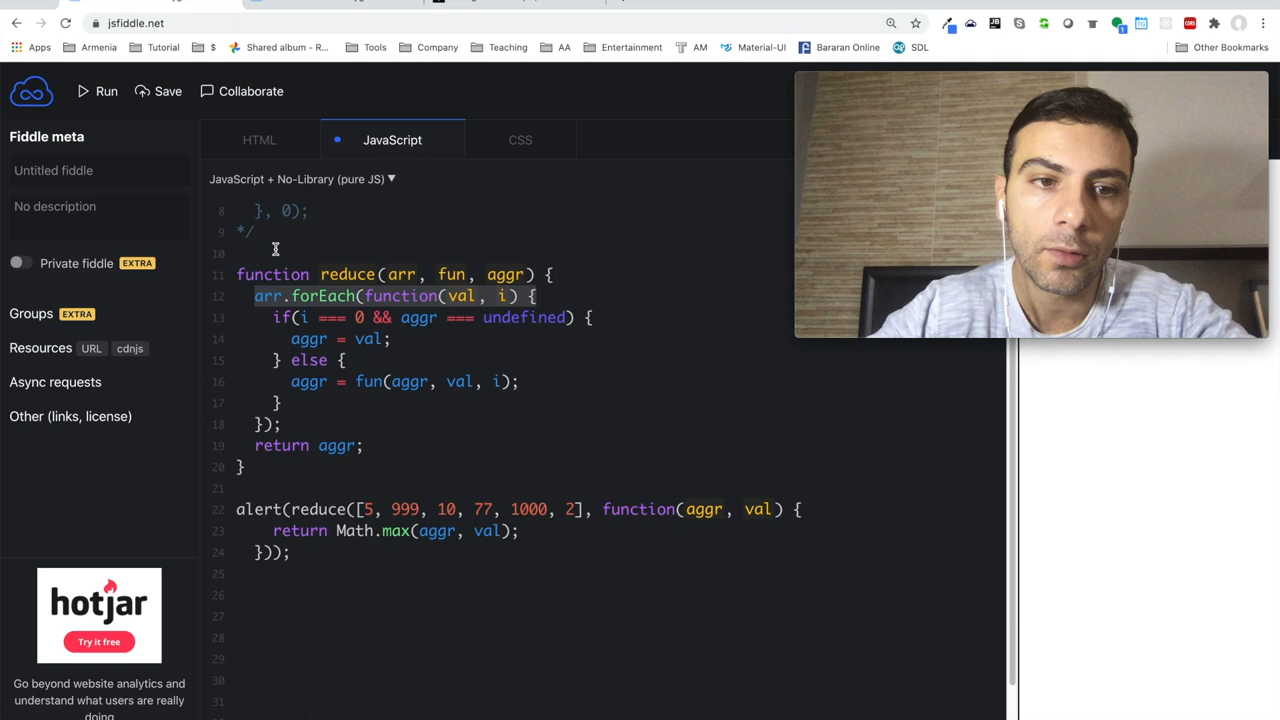 jsfiddle.net
Apps Armenia Tutorial $ Shared album - R... Tools Company Teaching AA Entertainment AM Material-UI Bararan Online SDL Other Bookmarks
Run Save Collaborate
Fiddle meta
Untitled fiddle
No description
Private fiddle EXTRA
Groups EXTRA
Resources URL cdnjs
Async requests
Other (links, license)
hotjar
Try it free
Go beyond website analytics and
understand what users are really
doing
HTML JavaScript CSS
JavaScript + No-Library (pure JS) ▼
8 }, 0);
9 */
10
11 function reduce(arr, fun, aggr) {
12 arr.forEach(function(val, i) {
13 if(i === 0 && aggr === undefined) {
14 aggr = val;
15 } else {
16 aggr = fun(aggr, val, i);
17 }
18 });
19 return aggr;
20 }
21
22 alert(reduce([5, 999, 10, 77, 1000, 2], function(aggr, val) {
23 return Math.max(aggr, val);
24 }));
25
26
27
28
29
30
31